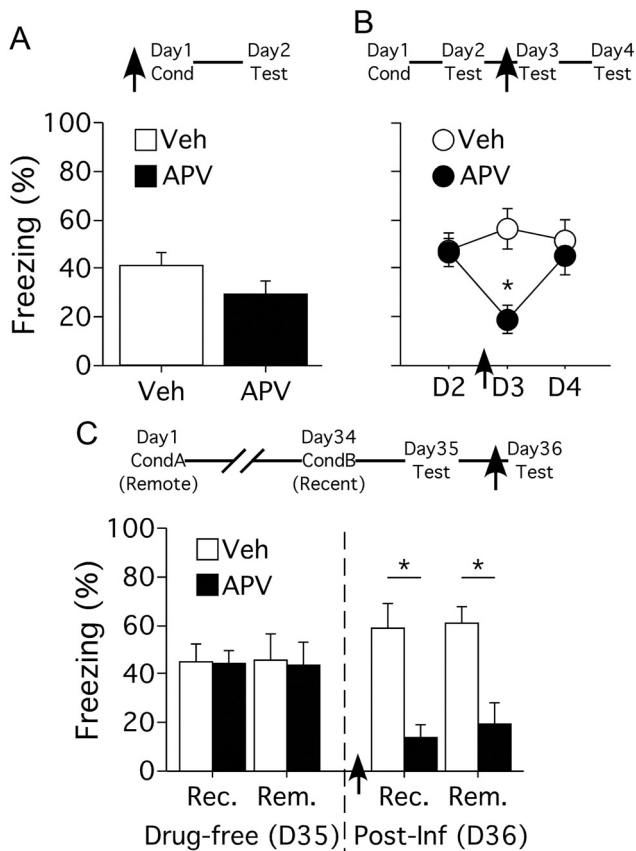 A
Day1 Day2
Cond Test
100
80
60
40
20
0
Freezing (%)
Veh
APV
Veh APV
B
Day1 Day2 Day3 Day4
Cond Test Test Test
Veh
APV
*
D2 D3 D4
C
Day1 Day34 Day35 Day36
CondA CondB Test Test
(Remote) (Recent)
100
80
60
40
20
0
Freezing (%)
Veh
APV
* *
Rec. Rem. Rec. Rem.
Drug-free (D35) Post-Inf (D36)